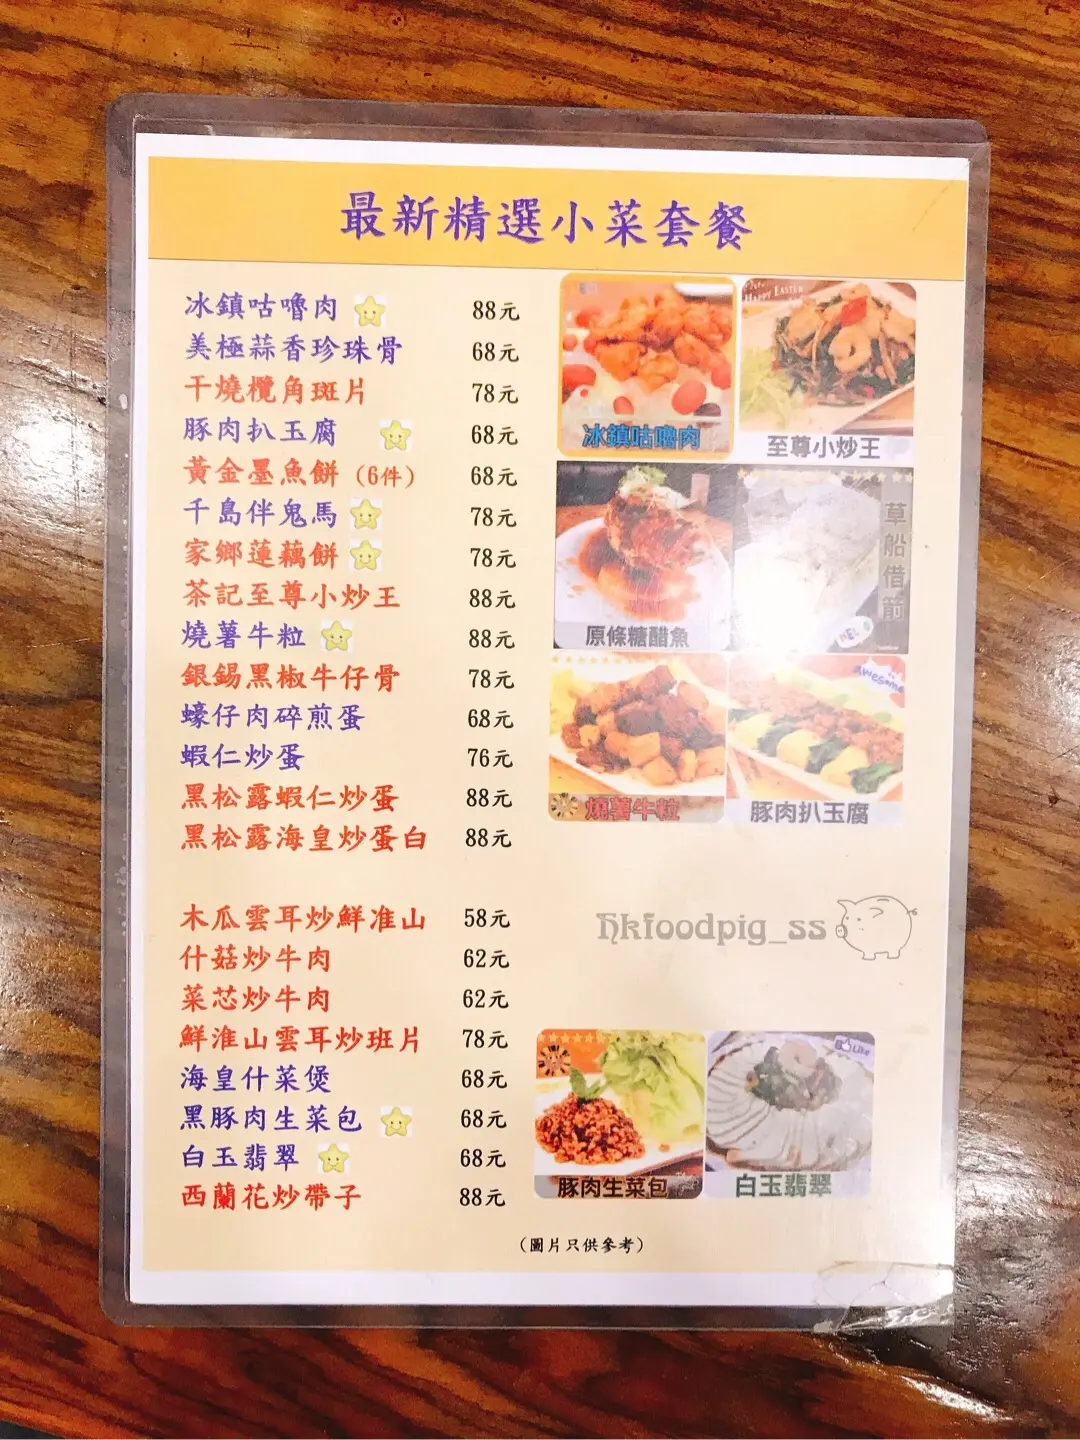 最新精選小菜套餐
冰鎮咕嚕肉 88元
美極蒜香珍珠骨 68元
干燒欖角斑片 78元
豚肉扒玉腐 68元
黃金墨魚餅 (6件) 68元
千島伴鬼馬 78元
家鄉蓮藕餅 78元
茶記至尊小炒王 88元
燒薯牛粒 88元
銀錫黑椒牛仔骨 78元
蠔仔肉碎煎蛋 68元
蝦仁炒蛋 76元
黑松露蝦仁炒蛋 88元
黑松露海皇炒蛋白 88元
木瓜雲耳炒鮮准山 58元
什菇炒牛肉 62元
菜芯炒牛肉 62元
鮮淮山雲耳炒班片 78元
海皇什菜煲 68元
黑豚肉生菜包 68元
白玉翡翠 68元
西蘭花炒帶子 88元
冰鎮咕嚕肉
HAPPY EASTER
至尊小炒王
原條糖醋魚
草船借箭
燒薯牛粒
awesome
豚肉扒玉腐
Hkfoodpig_ss
豚肉生菜包
Like
白玉翡翠
(圖片只供參考)